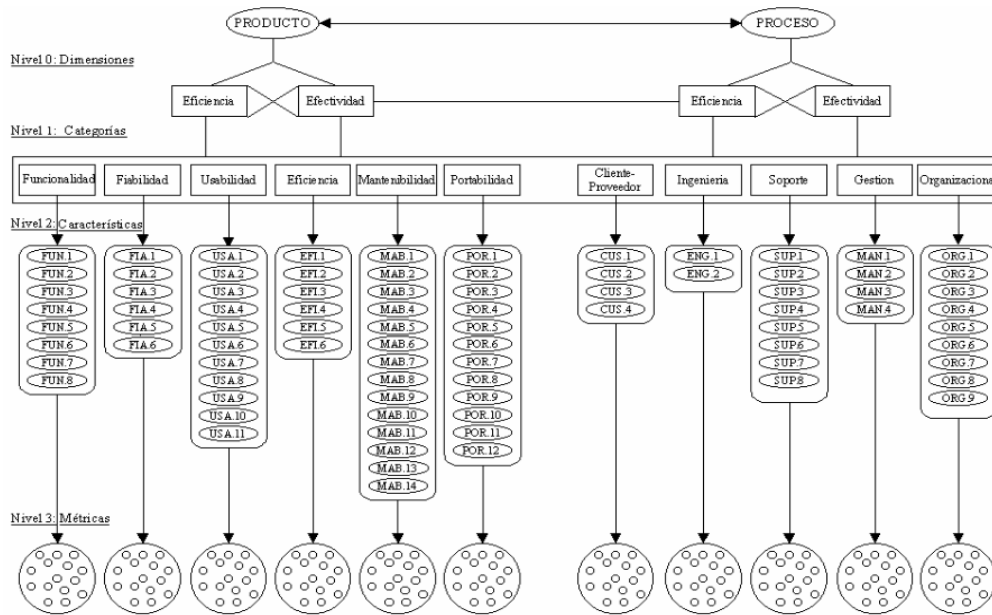 PRODUCTO
PROCESO
Nivel 0: Dimensiones
Eficiencia
Efectividad
Eficiencia
Efectividad
Nivel 1: Categorías
Funcionalidad
Fiabilidad
Usabilidad
Eficiencia
Mantenibilidad
Portabilidad
Cliente-
Proveedor
Ingenieria
Soporte
Gestion
Organizacional
Nivel 2: Características
FUN.1
FUN.2
FUN.3
FUN.4
FUN.5
FUN.6
FUN.7
FUN.8
FIA.1
FIA.2
FIA.3
FIA.4
FIA.5
FIA.6
USA.1
USA.2
USA.3
USA.4
USA.5
USA.6
USA.7
USA.8
USA.9
USA.10
USA.11
EFI.1
EFI.2
EFI.3
EFI.4
EFI.5
EFI.6
MAB.1
MAB.2
MAB.3
MAB.4
MAB.5
MAB.6
MAB.7
MAB.8
MAB.9
MAB.10
MAB.11
MAB.12
MAB.13
MAB.14
POR.1
POR.2
POR.3
POR.4
POR.5
POR.6
POR.7
POR.8
POR.9
POR.10
POR.11
POR.12
CUS.1
CUS.2
CUS.3
CUS.4
ENG.1
ENG.2
SUP.1
SUP.2
SUP.3
SUP.4
SUP.5
SUP.6
SUP.7
SUP.8
MAN.1
MAN.2
MAN.3
MAN.4
ORG.1
ORG.2
ORG.3
ORG.4
ORG.5
ORG.6
ORG.7
ORG.8
ORG.9
Nivel 3: Métricas